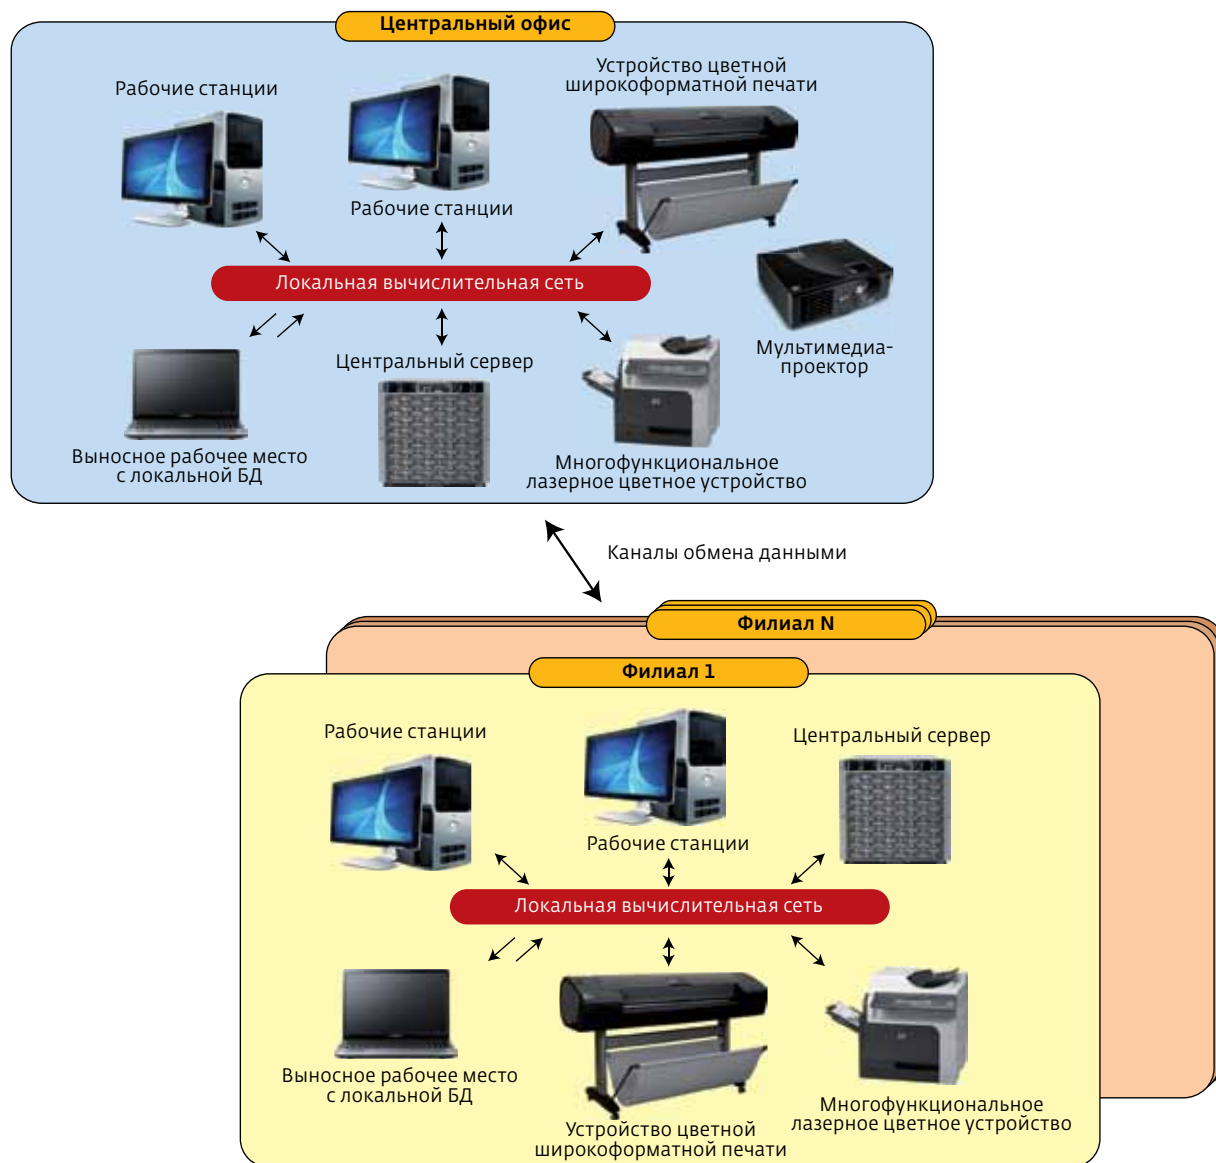 Центральный офис
Рабочие станции
Устройство цветной
широкоформатной печати
Рабочие станции
Локальная вычислительная сеть
Мультимедиа-
проектор
Центральный сервер
Выносное рабочее место
с локальной БД
Многофункциональное
лазерное цветное устройство
Каналы обмена данными
Филиал N
Филиал 1
Рабочие станции
Центральный сервер
Рабочие станции
Локальная вычислительная сеть
Выносное рабочее место
с локальной БД
Устройство цветной
широкоформатной печати
Многофункциональное
лазерное цветное устройство